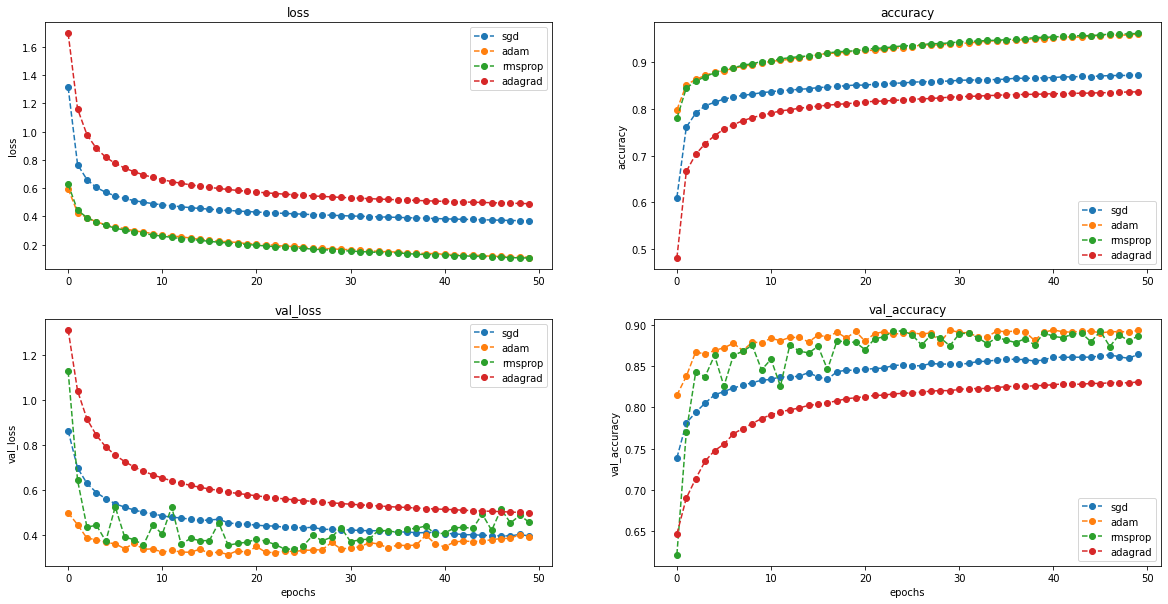 loss
loss
1.6
1.4
1.2
1.0
0.8
0.6
0.4
0.2
0 10 20 30 40 50
sgd
adam
rmsprop
adagrad
accuracy
accuracy
0.9
0.8
0.7
0.6
0.5
0 10 20 30 40 50
sgd
adam
rmsprop
adagrad
val_loss
val_loss
1.2
1.0
0.8
0.6
0.4
0 10 20 30 40 50
epochs
sgd
adam
rmsprop
adagrad
val_accuracy
val_accuracy
0.90
0.85
0.80
0.75
0.70
0.65
0 10 20 30 40 50
epochs
sgd
adam
rmsprop
adagrad